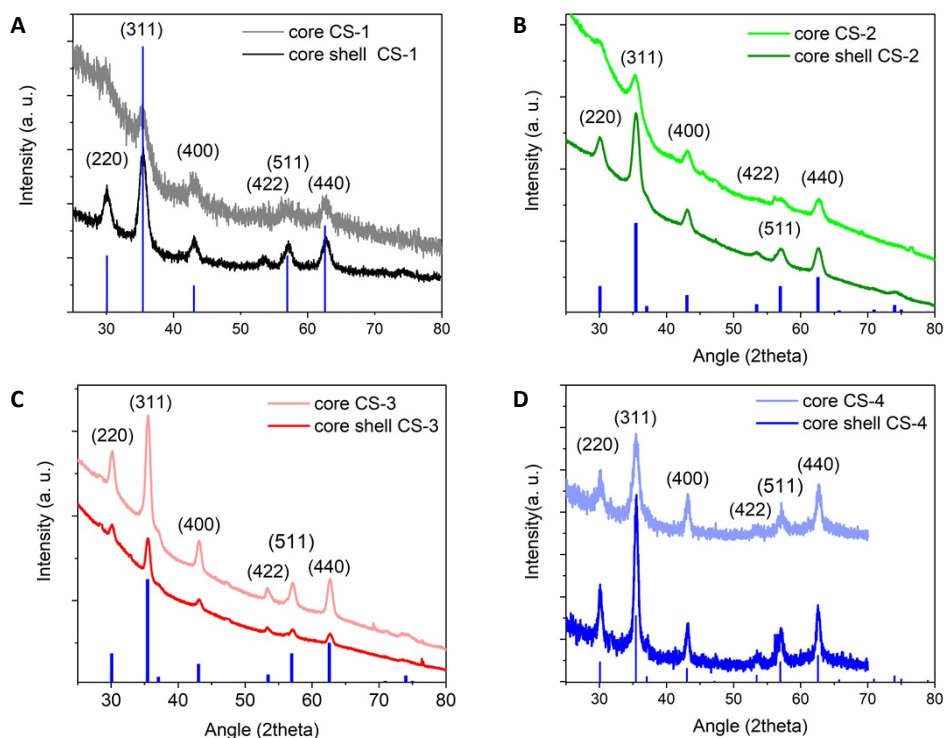 A
(311)
core CS-1
core shell  CS-1
(220)
(400)
(511)
(422)
(440)
Intensity (a. u.)
30 40 50 60 70 80
Angle (2theta)
B
core CS-2
core shell CS-2
(311)
(220)
(400)
(422)
(440)
(511)
Intensity (a. u.)
30 40 50 60 70 80
Angle (2theta)
C
(311)
core CS-3
core shell CS-3
(220)
(400)
(511)
(422)
(440)
Intensity (a. u.)
30 40 50 60 70 80
Angle (2theta)
D
core CS-4
core shell CS-4
(311)
(220)
(440)
(400)
(511)
(422)
Intensity(a. u.)
30 40 50 60 70 80
Angle (2theta)